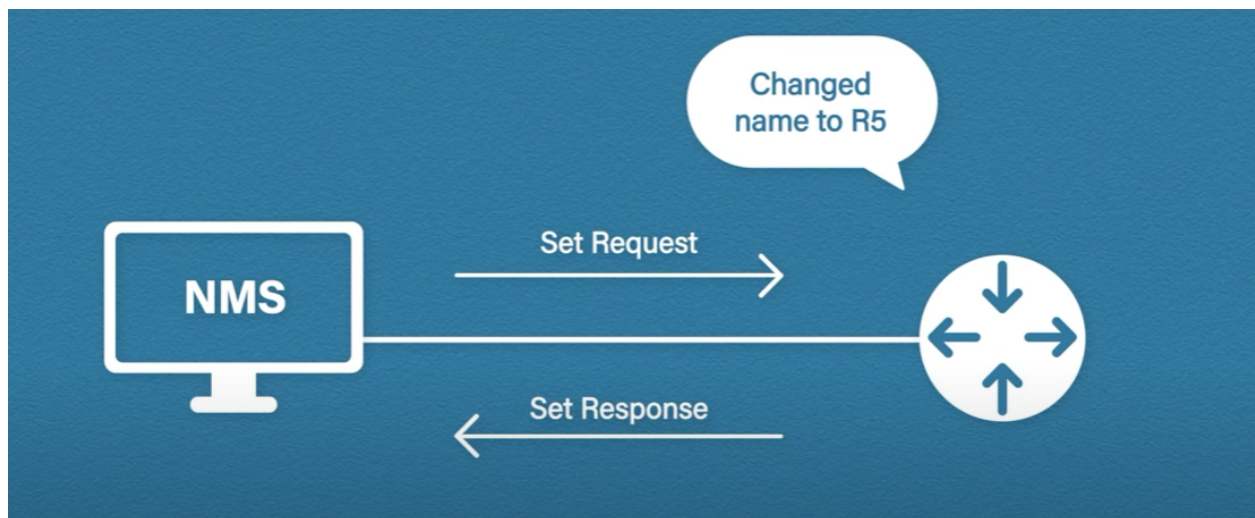 Changed
name to R5
Set Request
NMS
Set Response